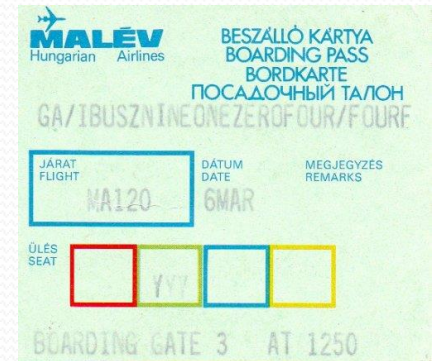 MALÉV
Hungarian Airlines
BESZÁLLÓ KÁRTYA
BOARDING PASS
BORDKARTE
ПОСАДОЧНЫЙ ТАЛОН
GA/IBUSZNINEONEZEROFOUR/FOURF
JÁRAT
FLIGHT
MA120
DÁTUM
DATE
6MAR
MEGJEGYZÉS
REMARKS
ÜLÉS
SEAT
YY7
BOARDING GATE 3 AT 1250